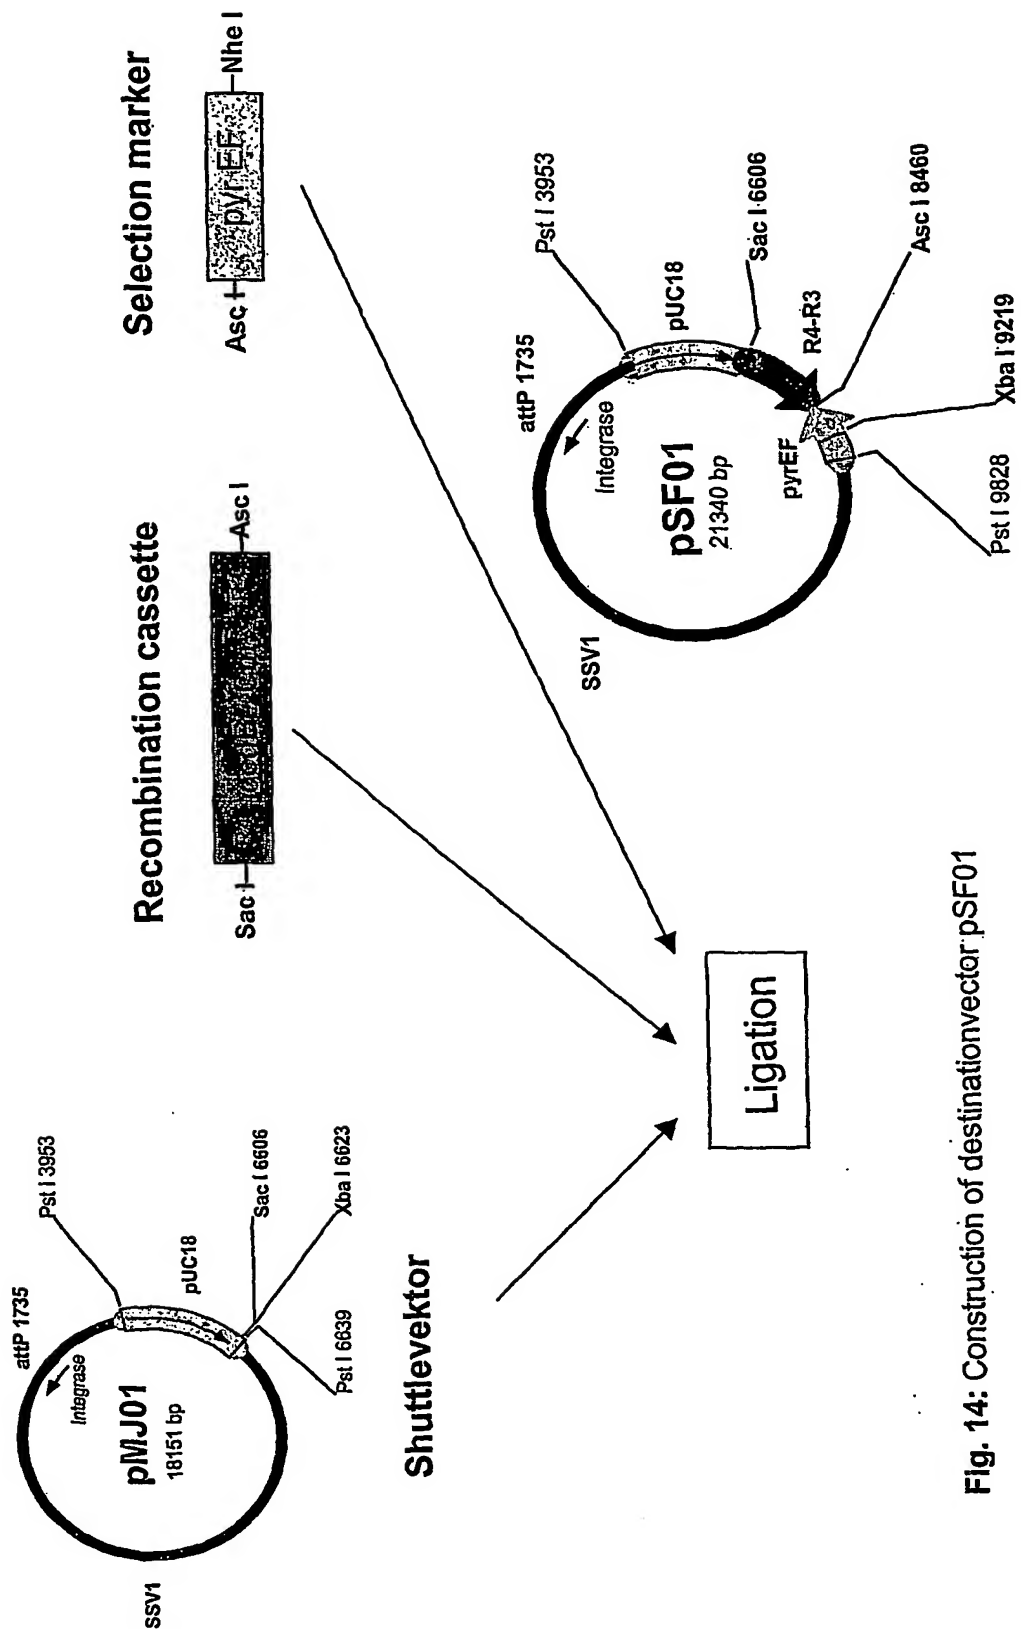 Selection marker
Asc I
pyr EF
Nhe I
Recombination cassette
Sac I
Asc I
Pst I 3953
attP 1735
Integrase
pMJ01
18151 bp
pUC18
Sac I 6606
Xba I 6623
Pst I 6639
SSV1
Shuttlevektor
Ligation
Pst I 3953
attP 1735
Integrase
pUC18
Sac I 6606
R4-R3
pSF01
21340 bp
pyrEF
Asc I 8460
Xba I 9219
Pst I 9828
SSV1
Fig. 14: Construction of destinationvector pSF01